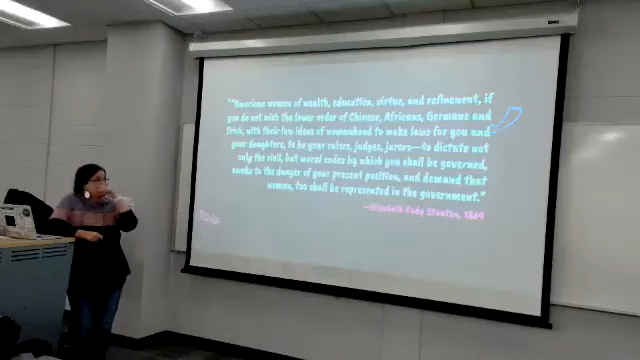 "American women of wealth, education, virtue, and refinement, if
you do not wish the lower order of Chinese, Africans, Germans and
Irish, with their low ideas of womanhood to make laws for you and
your daughters, to be your rulers, judges, jurors—to dictate not
only the civil, but moral codes by which you shall be governed,
awake to the danger of your present position, and demand that
woman, too shall be represented in the government."
—Elizabeth Cady Stanton, 1869